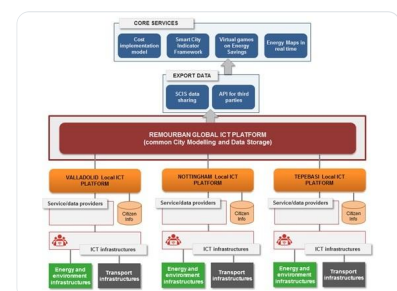 CORE SERVICES
Cost
implementation
model
Smart City
Indicator
Framework
Virtual games
on Energy
Savings
Energy Maps in
real time
EXPORT DATA
SCIS data
sharing
API for third
parties
REMOURBAN GLOBAL ICT PLATFORM
(common City Modelling and Data Storage)
VALLADOLID Local ICT
PLATFORM
NOTTINGHAM Local ICT
PLATFORM
TEPEBASI Local ICT
PLATFORM
Service/data providers
Citizen
Info
Service/data providers
Citizen
Info
Service/data providers
Citizen
Info
ICT infrastructures
ICT infrastructures
ICT infrastructures
Energy and
enviroment
infrastructures
Transport
infrastructures
Energy and
enviroment
infrastructures
Transport
infrastructures
Energy and
enviroment
infrastructures
Transport
infrastructures